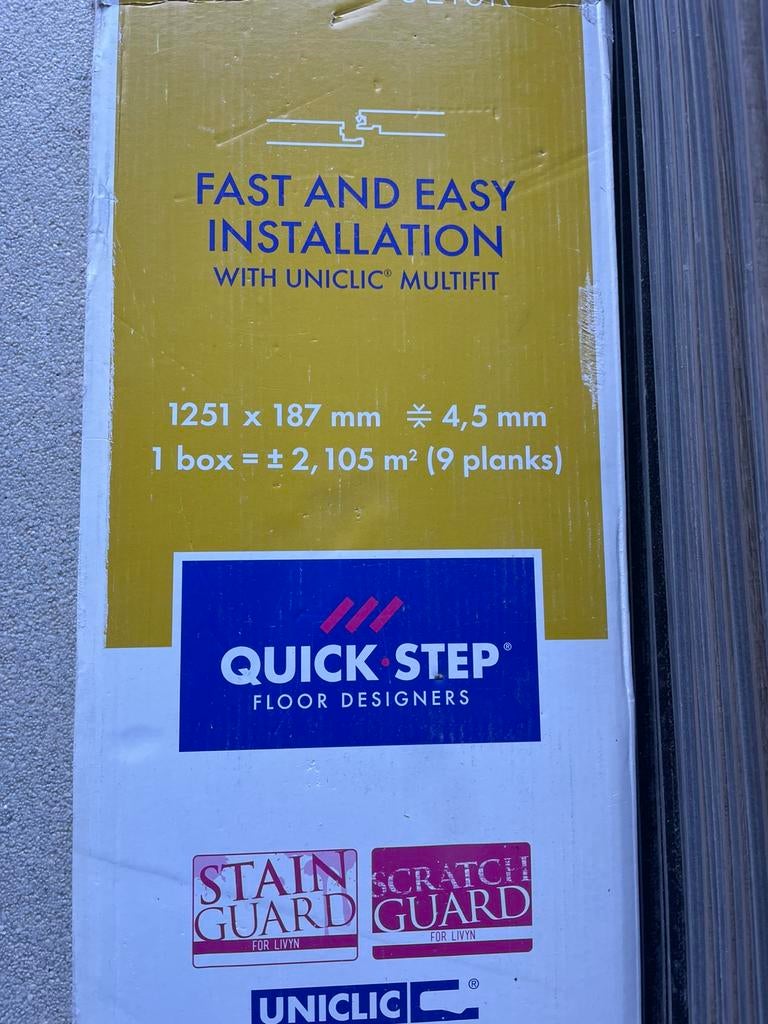 FAST AND EASY
INSTALLATION
WITH UNICLIC® MULTIFIT
1251 x 187 mm 4,5 mm
1 box = ± 2,105 m² (9 planks)
QUICK·STEP®
FLOOR DESIGNERS
STAIN
GUARD
FOR LIVYN
SCRATCH
GUARD
FOR LIVYN
UNICLIC ®